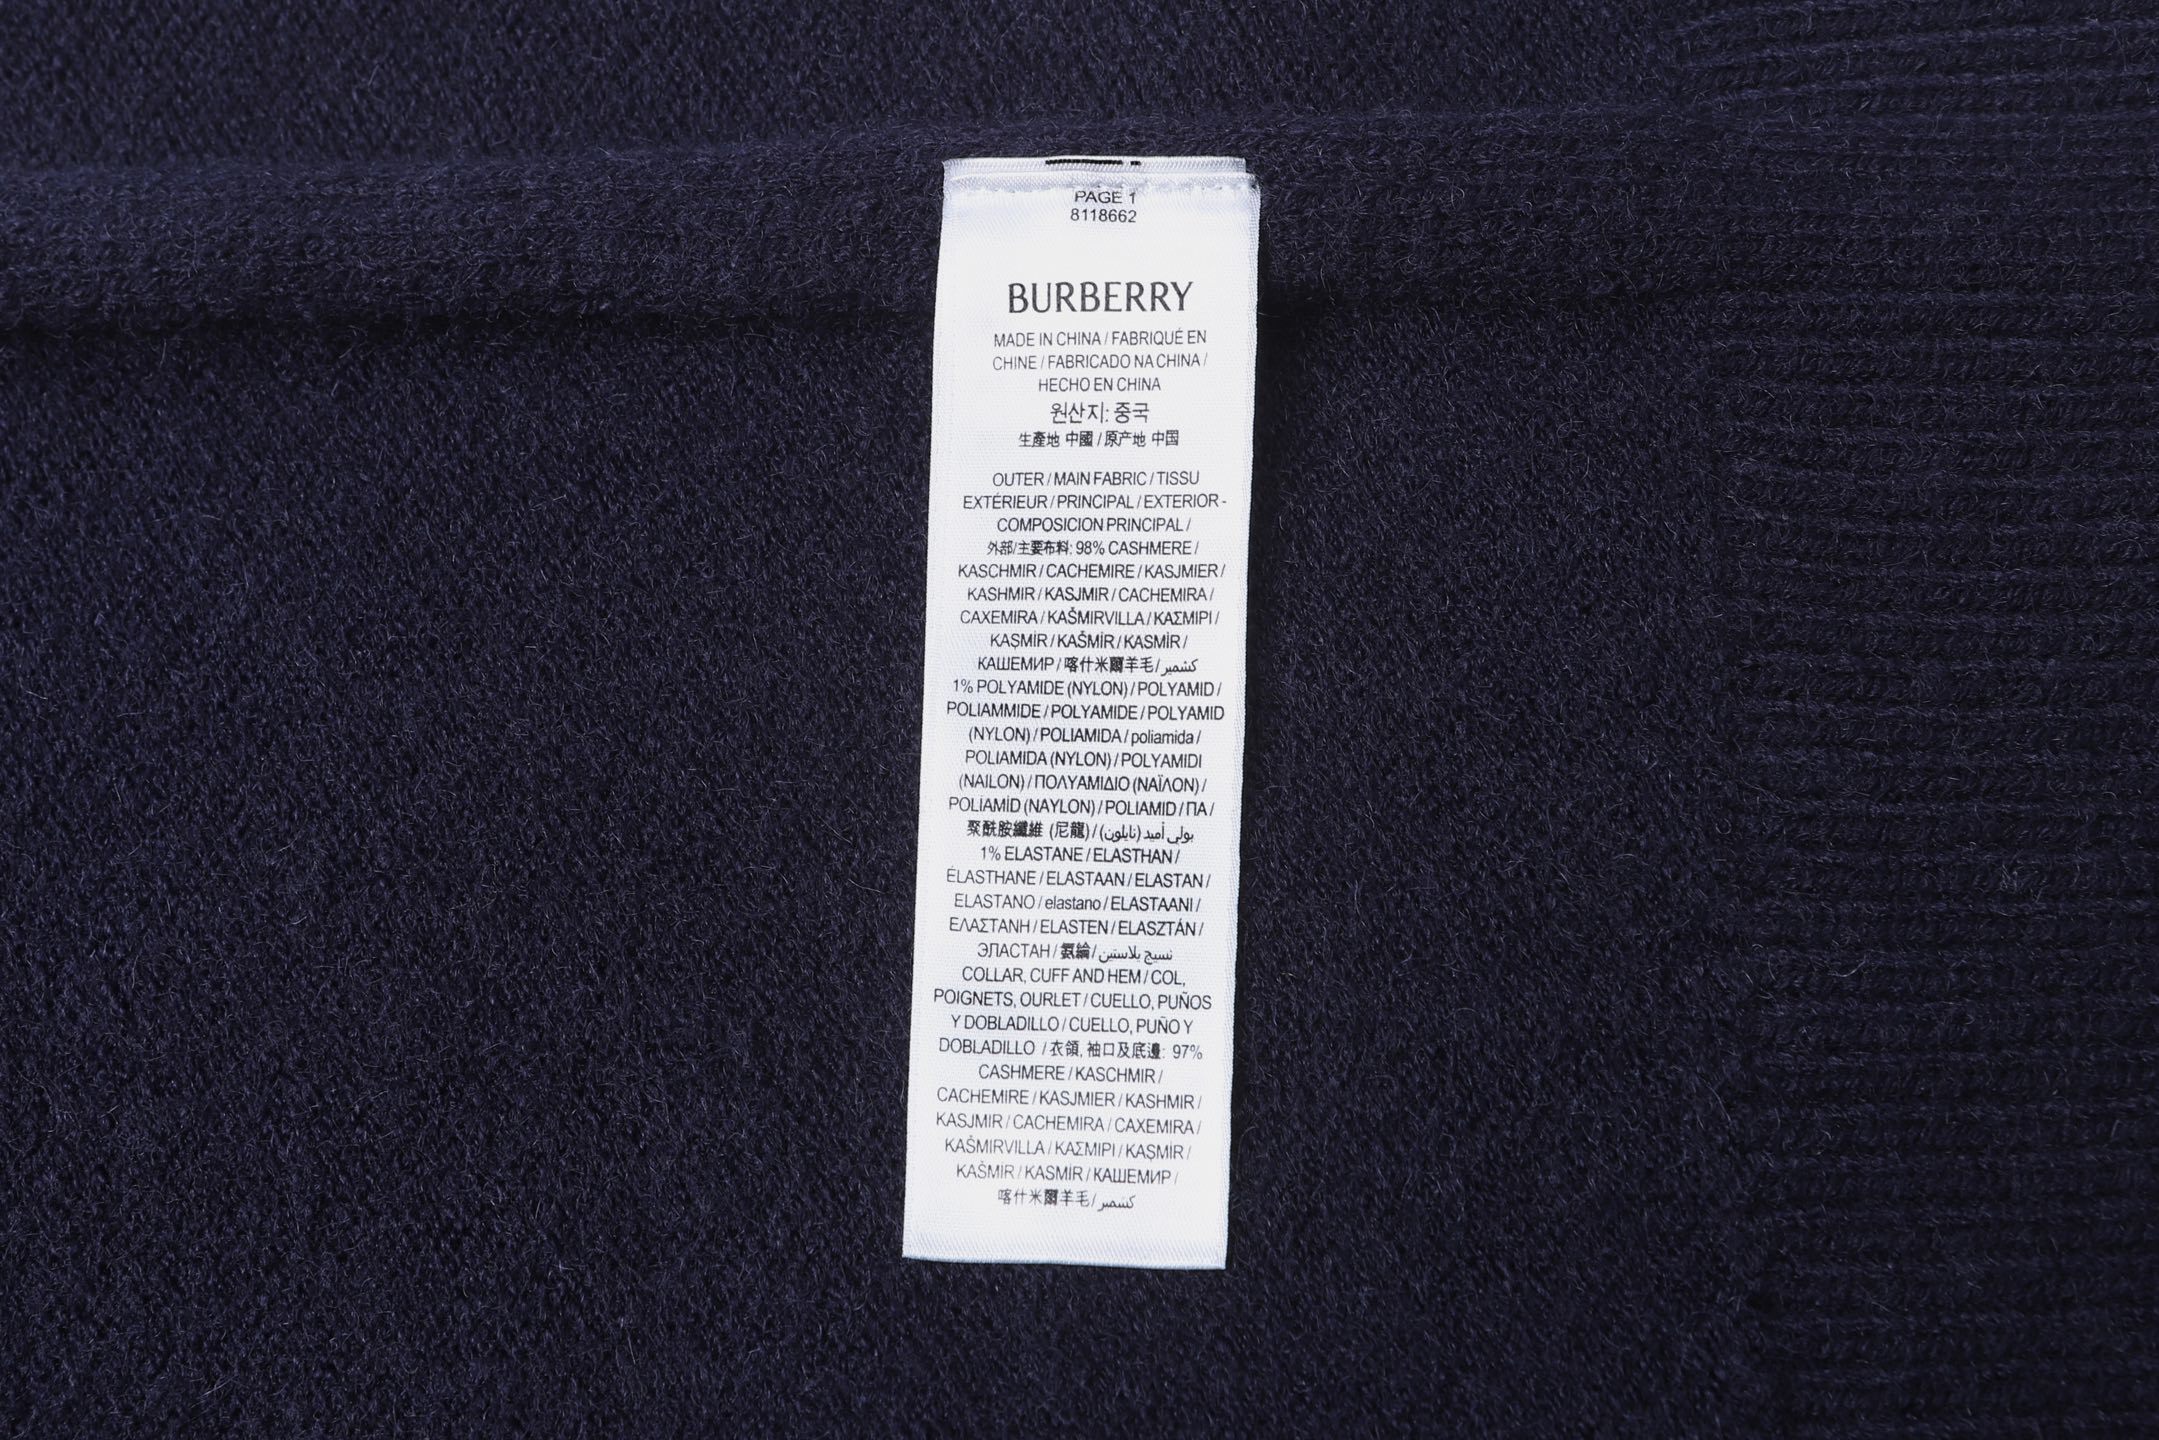 PAGE 1
8118662
BURBERRY
MADE IN CHINA / FABRIQUÉ EN
CHINE / FABRICADO NA CHINA /
HECHO EN CHINA
원산지: 중국
生產地 中國 / 原产地 中国
OUTER / MAIN FABRIC / TISSU
EXTÉRIEUR / PRINCIPAL / EXTERIOR -
COMPOSICION PRINCIPAL /
外部/主要布料: 98% CASHMERE /
KASCHMIR / CACHEMIRE / KASJMIER /
KASHMIR / KASJMIR / CACHEMIRA /
CAXEMIRA / KAŠMIRVILLA / ΚΑΣΜΙΡΙ /
KAŞMİR / KAŠMÍR / KASMÍR /
КАШЕМИР / 喀什米爾羊毛 / كشمير
1% POLYAMIDE (NYLON) / POLYAMID /
POLIAMMIDE / POLYAMIDE / POLYAMID
(NYLON) / POLIAMIDA / poliamida /
POLIAMIDA (NYLON) / POLYAMIDI
(NAILON) / ΠΟΛΥΑΜΙΔΙΟ (ΝΑΪΛΟΝ) /
POLIAMİD (NAYLON) / POLIAMID / ПА /
聚酰胺纖維 (尼龍) / بولي أميد (نايلون)
1% ELASTANE / ELASTHAN /
ÉLASTHANE / ELASTAAN / ELASTAN /
ELASTANO / elastano / ELASTAANI /
ΕΛΑΣΤΑΝΗ / ELASTEN / ELASZTÁN /
ЭЛАСТАН / 氨綸 / نسيج يلاستين
COLLAR, CUFF AND HEM / COL,
POIGNETS, OURLET / CUELLO, PUÑOS
Y DOBLADILLO / CUELLO, PUÑO Y
DOBLADILLO / 衣領, 袖口及底邊: 97%
CASHMERE / KASCHMIR /
CACHEMIRE / KASJMIER / KASHMIR /
KASJMIR / CACHEMIRA / CAXEMIRA /
KAŠMIRVILLA / ΚΑΣΜΙΡΙ / KAŞMİR /
KAŠMÍR / KASMÍR / КАШЕМИР /
喀什米爾羊毛 / كشمير